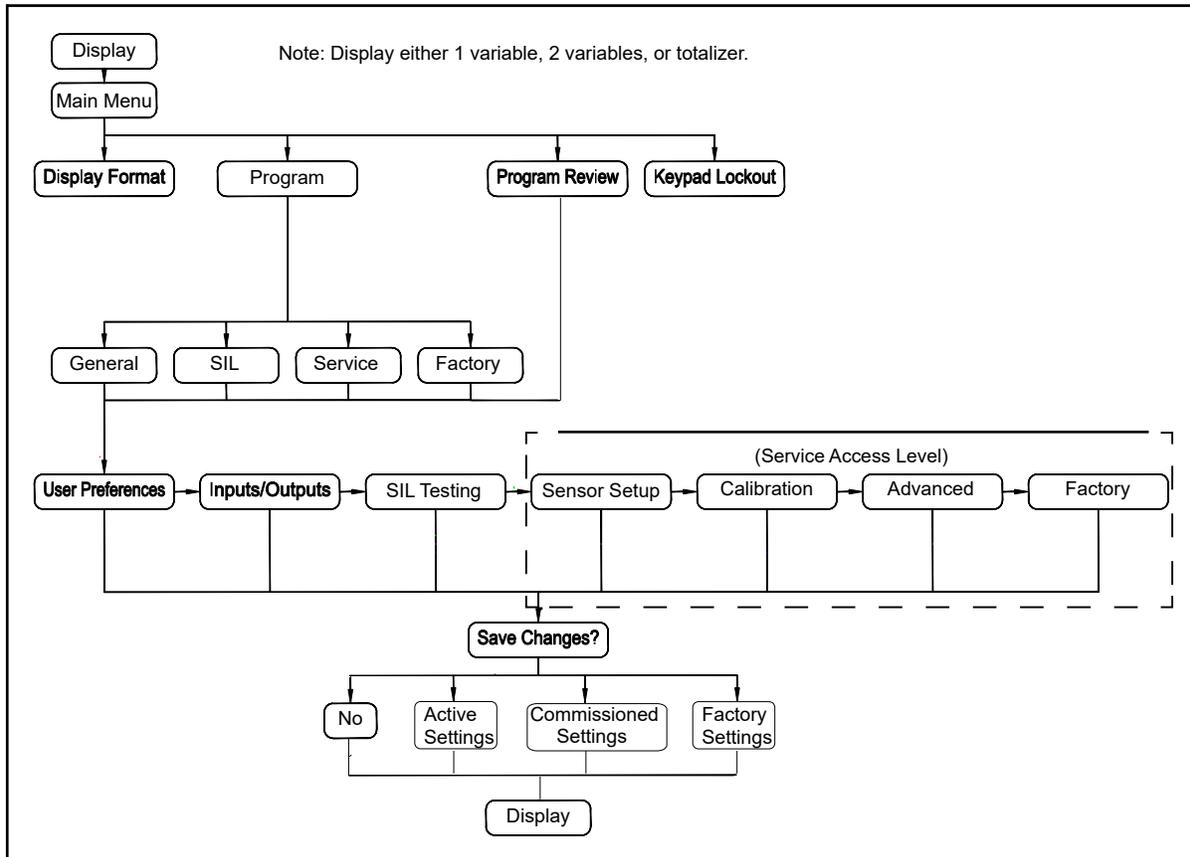 Display
Note: Display either 1 variable, 2 variables, or totalizer.
Main Menu
Display Format
Program
Program Review
Keypad Lockout
General
SIL
Service
Factory
(Service Access Level)
User Preferences
Inputs/Outputs
SIL Testing
Sensor Setup
Calibration
Advanced
Factory
Save Changes?
No
Active
Settings
Commissioned
Settings
Factory
Settings
Display